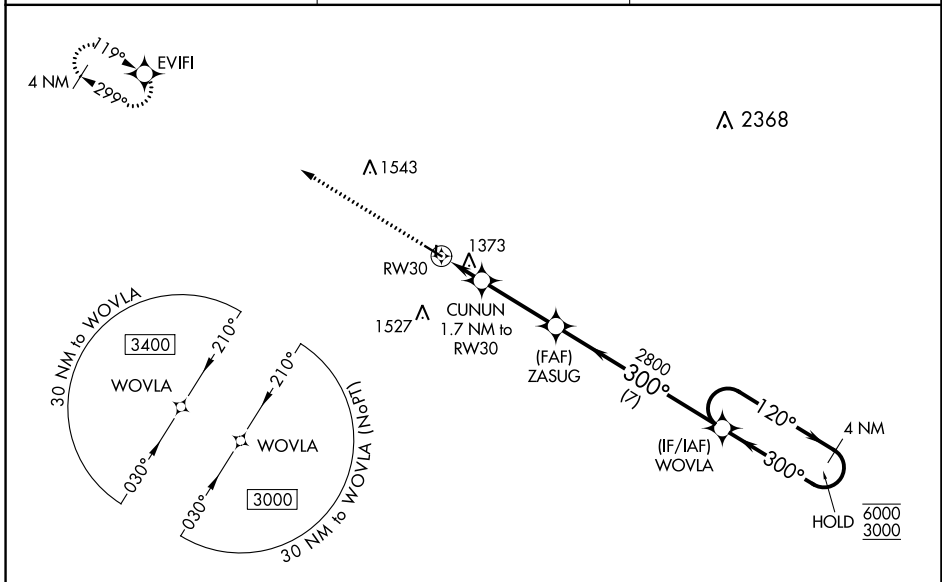 119°
EVIFI
4 NM
299°
2368
1543
1373
RW30
CUNUN
1.7 NM to
RW30
1527
(FAF)
ZASUG
2800
300°
(7)
120°
4 NM
(IF/IAF)
WOVLA
300°
HOLD
6000
3000
30 NM to WOVLA
3400
210°
WOVLA
030°
210°
WOVLA
030°
3000
30 NM to WOVLA (NoPT)